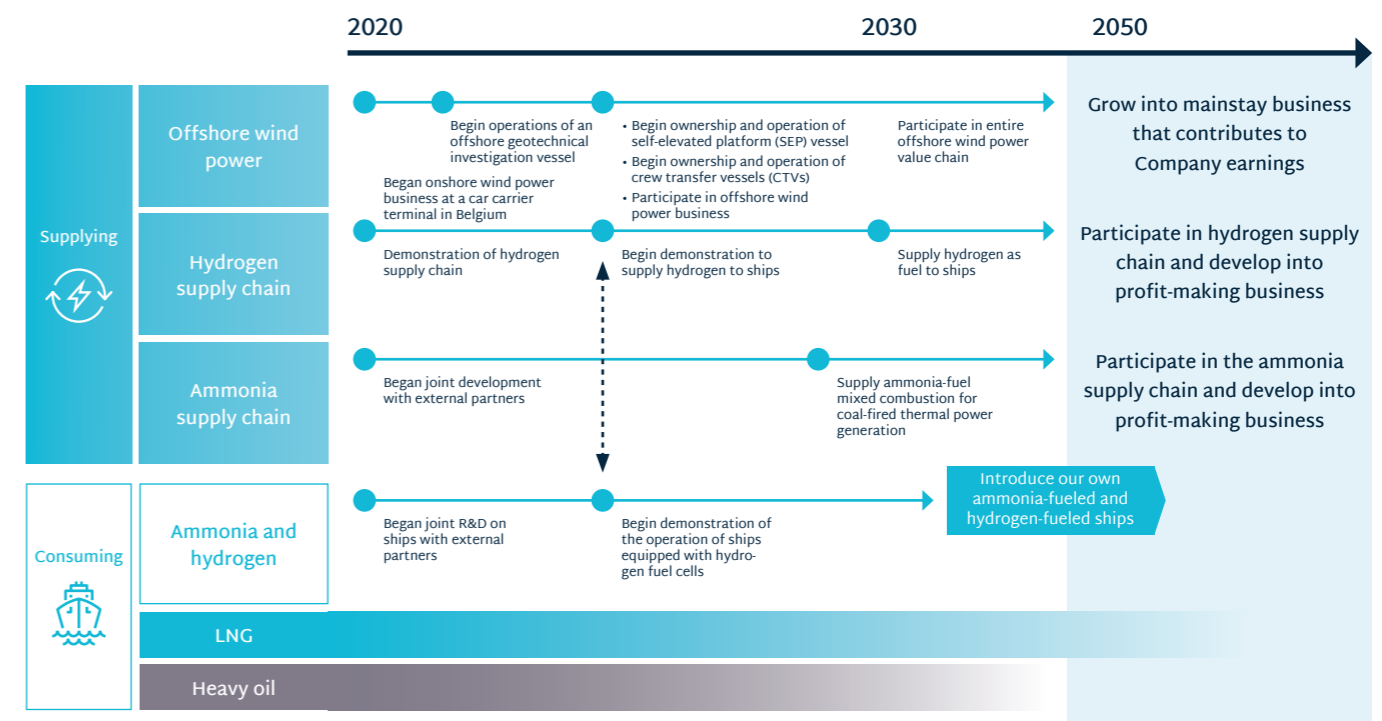 2020
2030
2050
Supplying
Offshore wind
power
Begin operations of an
offshore geotechnical
investigation vessel
Began onshore wind power
business at a car carrier
terminal in Belgium
• Begin ownership and operation of
self-elevated platform (SEP) vessel
• Begin ownership and operation of
crew transfer vessels (CTVs)
• Participate in offshore wind
power business
Participate in entire
offshore wind power
value chain
Grow into mainstay business
that contributes to
Company earnings
Hydrogen
supply chain
Demonstration of hydrogen
supply chain
Begin demonstration to
supply hydrogen to ships
Supply hydrogen as
fuel to ships
Participate in hydrogen supply
chain and develop into
profit-making business
Ammonia
supply chain
Began joint development
with external partners
Supply ammonia-fuel
mixed combustion for
coal-fired thermal power
generation
Participate in the ammonia
supply chain and develop into
profit-making business
Consuming
Ammonia and
hydrogen
Began joint R&D on
ships with external
partners
Begin demonstration of
the operation of ships
equipped with hydro-
gen fuel cells
Introduce our own
ammonia-fueled and
hydrogen-fueled ships
LNG
Heavy oil